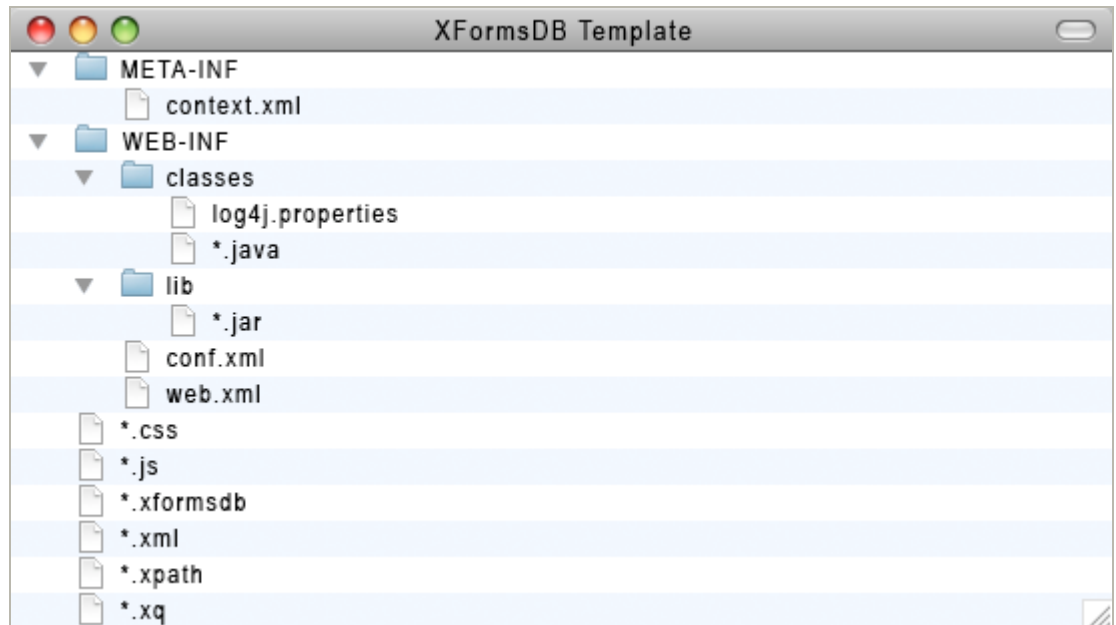 XFormsDB Template
META-INF
context.xml
WEB-INF
classes
log4j.properties
*.java
lib
*.jar
conf.xml
web.xml
*.css
*.js
*.xformsdb
*.xml
*.xpath
*.xq